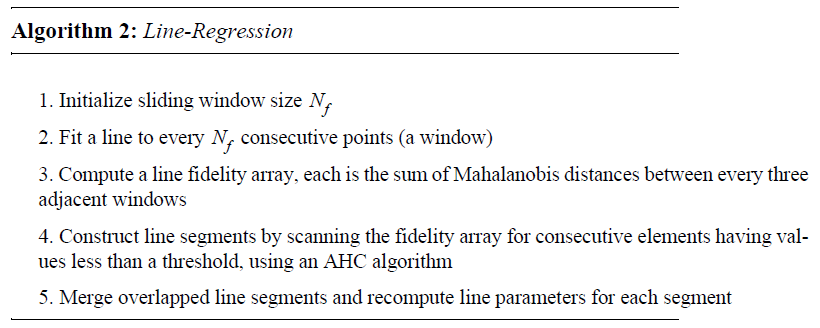 Algorithm 2: Line-Regression
1. Initialize sliding window size N_f
2. Fit a line to every N_f consecutive points (a window)
3. Compute a line fidelity array, each is the sum of Mahalanobis distances between every three
adjacent windows
4. Construct line segments by scanning the fidelity array for consecutive elements having val-
ues less than a threshold, using an AHC algorithm
5. Merge overlapped line segments and recompute line parameters for each segment